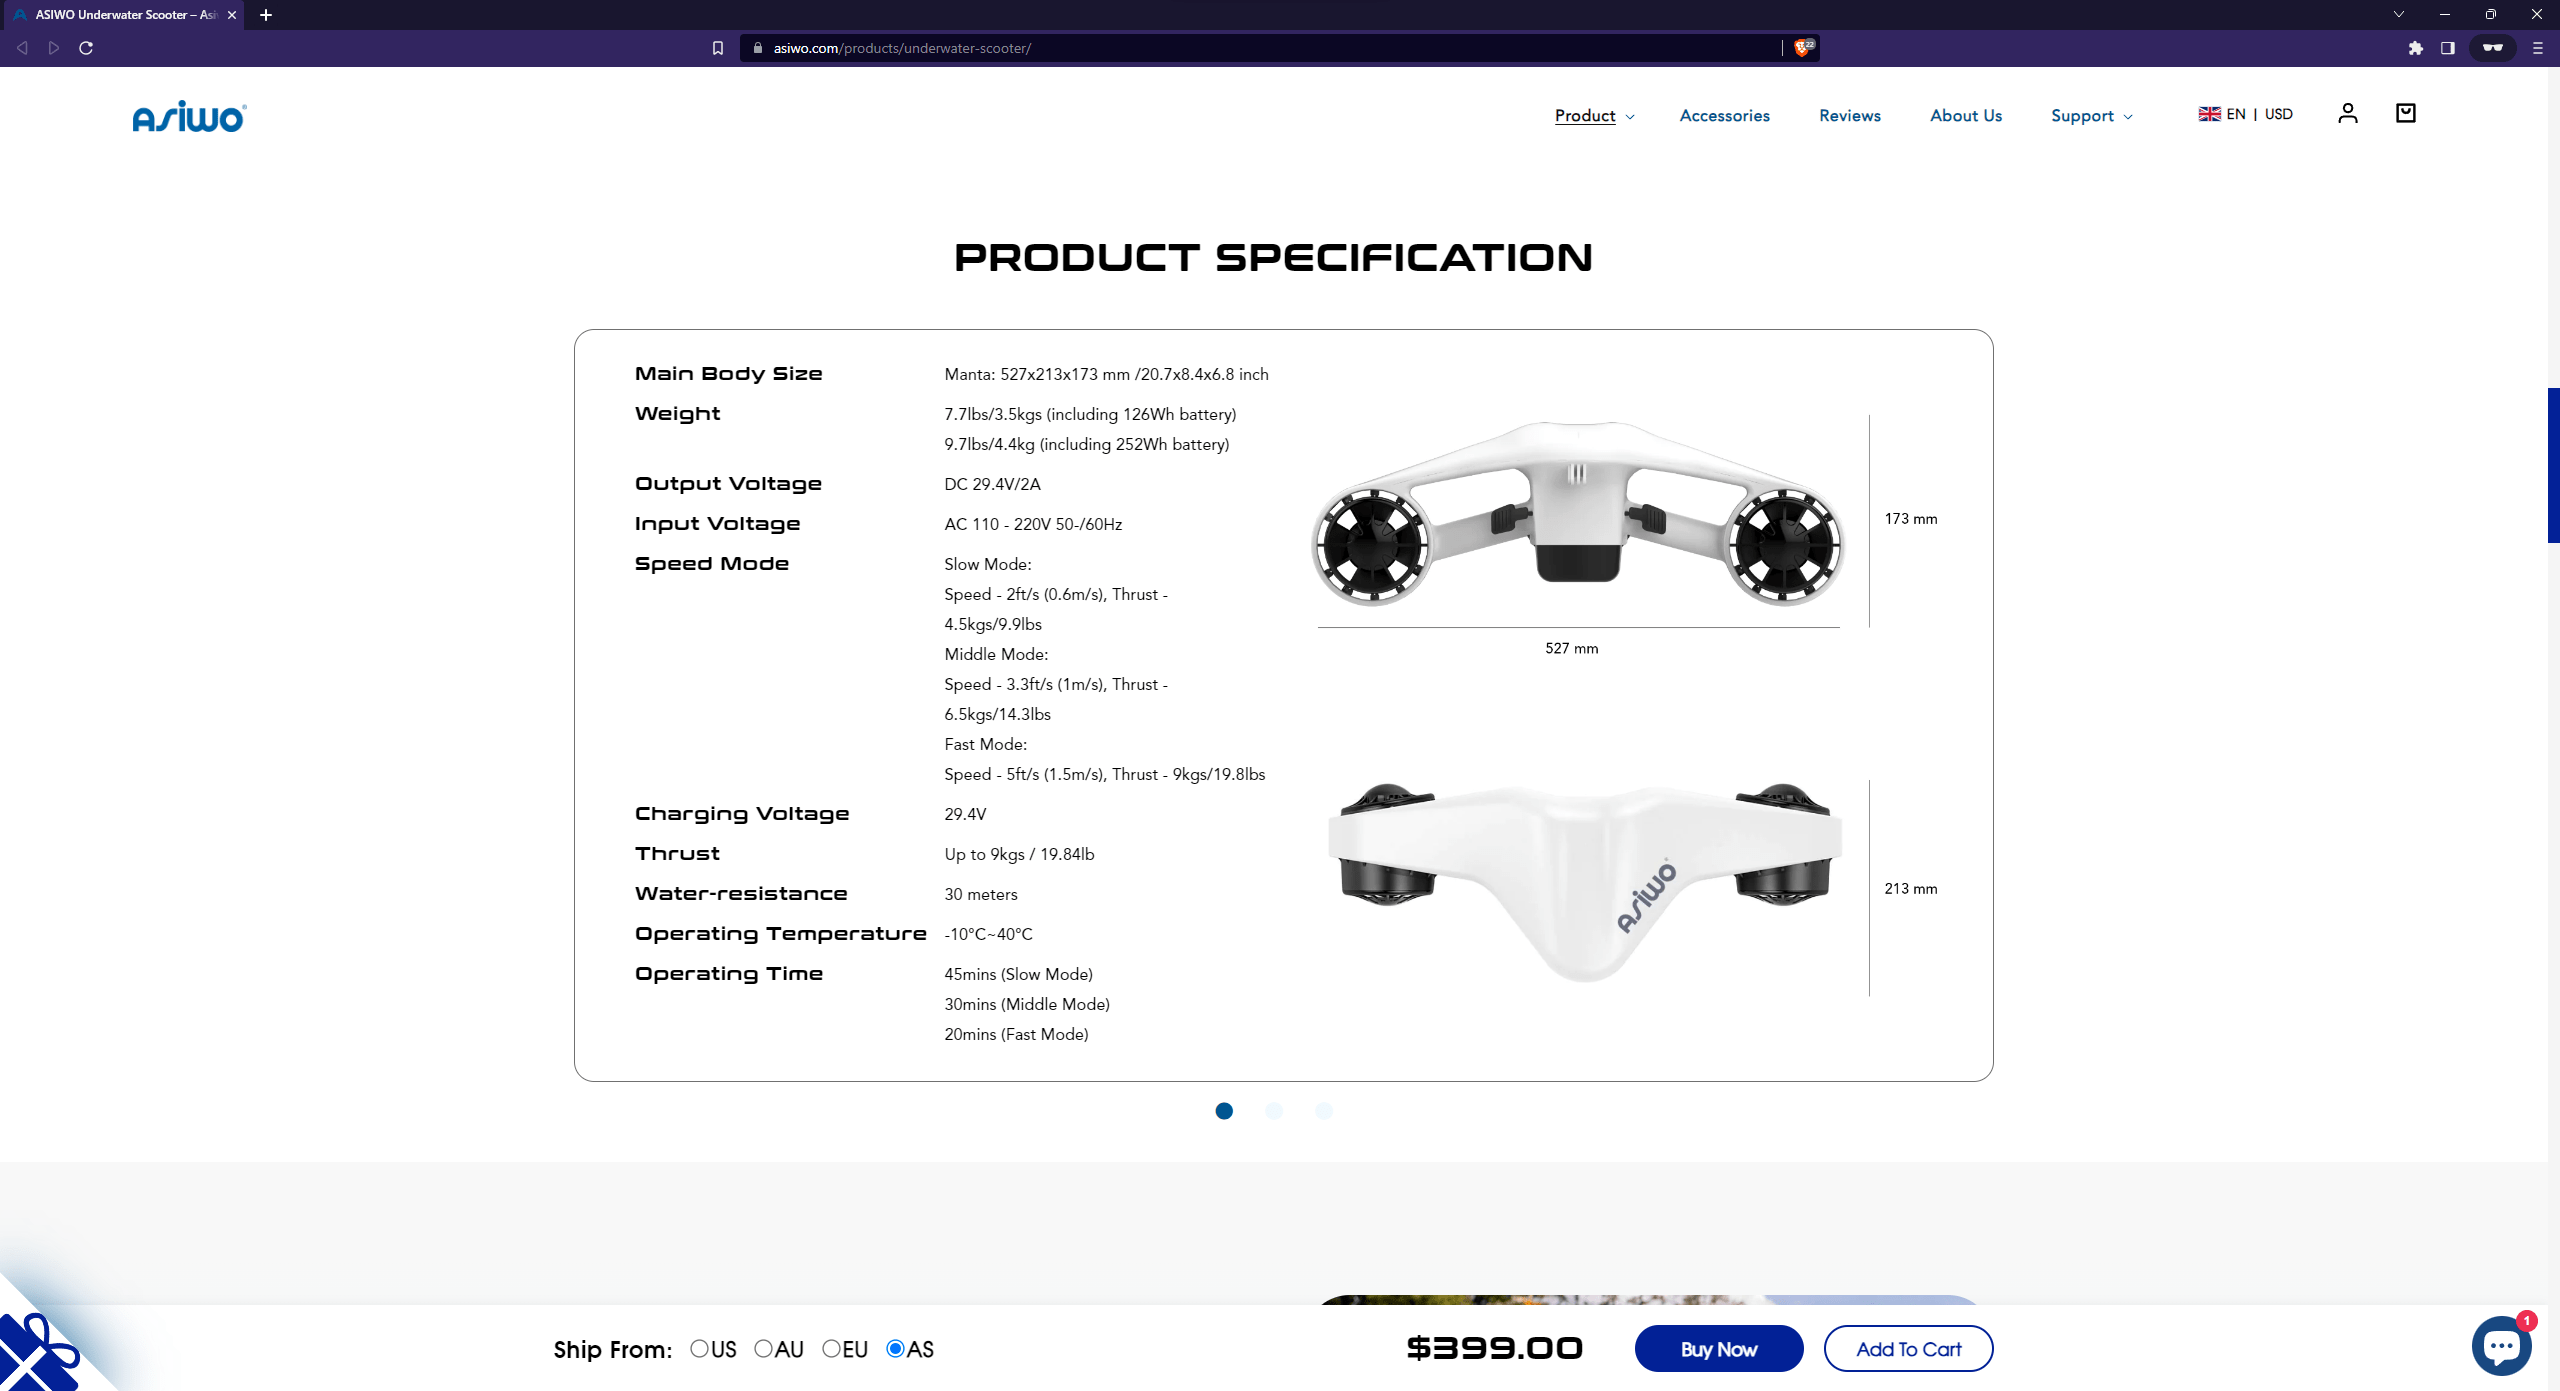 ASIWO Underwater Scooter – Asi
asiwo.com/products/underwater-scooter/
22
Asiwo
Product
Accessories
Reviews
About Us
Support
EN | USD
PRODUCT SPECIFICATION
Main Body Size Manta: 527x213x173 mm /20.7x8.4x6.8 inch
Weight 7.7lbs/3.5kgs (including 126Wh battery)
9.7lbs/4.4kg (including 252Wh battery)
Output Voltage DC 29.4V/2A
Input Voltage AC 110 - 220V 50-/60Hz
Speed Mode Slow Mode:
Speed - 2ft/s (0.6m/s), Thrust -
4.5kgs/9.9lbs
Middle Mode:
Speed - 3.3ft/s (1m/s), Thrust -
6.5kgs/14.3lbs
Fast Mode:
Speed - 5ft/s (1.5m/s), Thrust - 9kgs/19.8lbs
Charging Voltage 29.4V
Thrust Up to 9kgs / 19.84lb
Water-resistance 30 meters
Operating Temperature -10°C~40°C
Operating Time 45mins (Slow Mode)
30mins (Middle Mode)
20mins (Fast Mode)
173 mm
527 mm
Asiwo
213 mm
Ship From: US AU EU AS
$399.00
Buy Now
Add To Cart
1